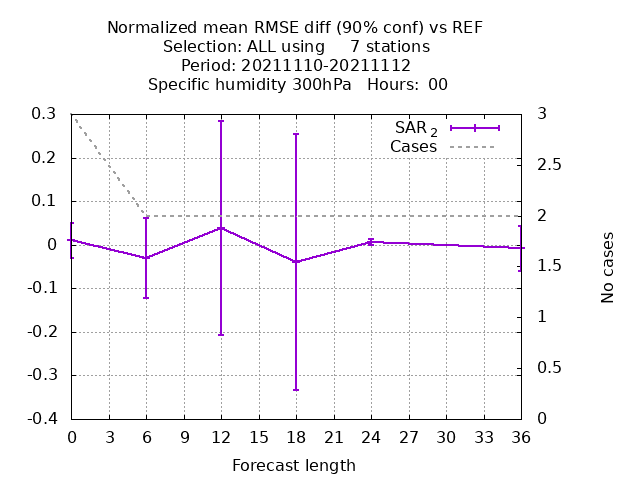 Normalized mean RMSE diff (90% conf) vs REF
Selection: ALL using     7 stations
Period: 20211110-20211112
Specific humidity 300hPa   Hours:  00
SAR 2
Cases
0.3
0.2
0.1
0
-0.1
-0.2
-0.3
-0.4
3
2.5
2
1.5
1
0.5
0
No cases
0 3 6 9 12 15 18 21 24 27 30 33 36
Forecast length